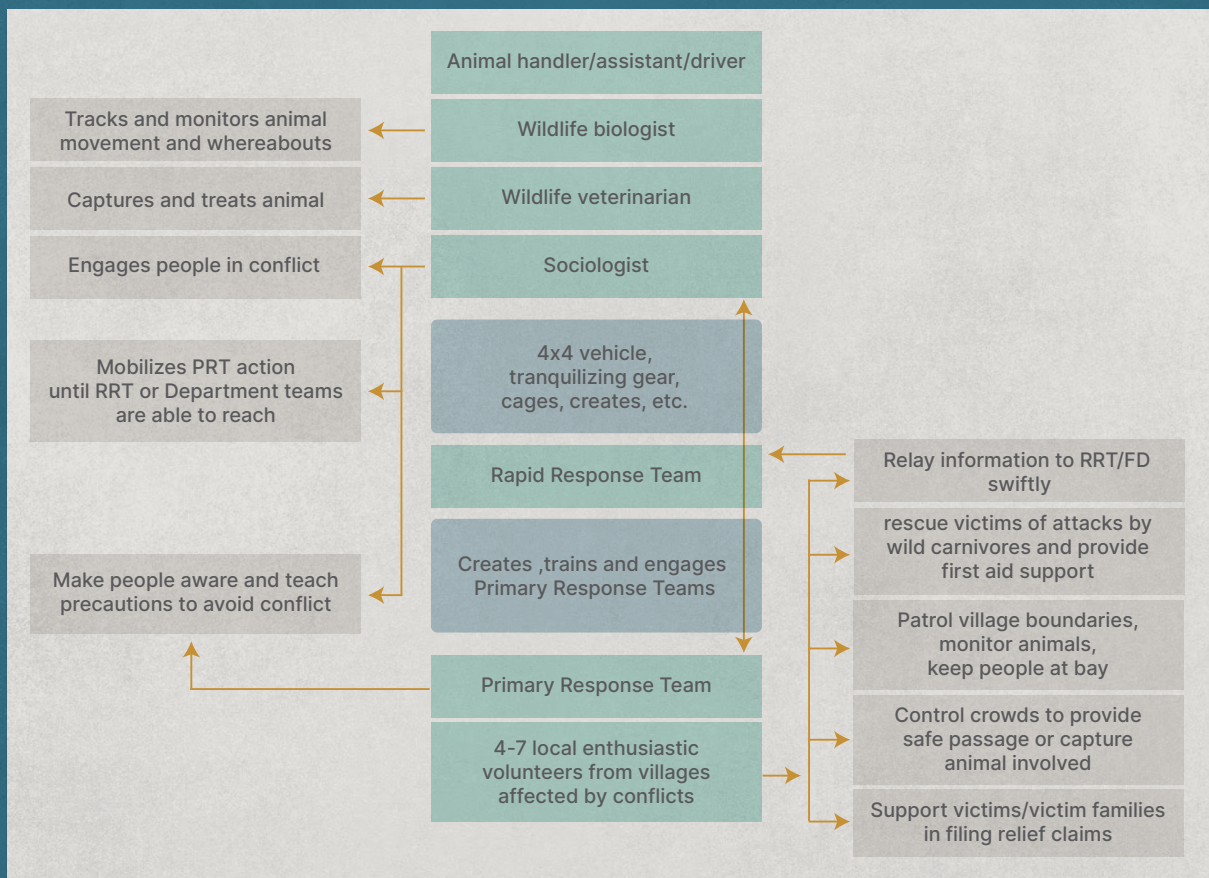 Animal handler/assistant/driver
Tracks and monitors animal
movement and whereabouts
Wildlife biologist
Captures and treats animal
Wildlife veterinarian
Engages people in conflict
Sociologist
Mobilizes PRT action
until RRT or Department teams
are able to reach
4x4 vehicle,
tranquilizing gear,
cages, creates, etc.
Rapid Response Team
Relay information to RRT/FD
swiftly
Make people aware and teach
precautions to avoid conflict
Creates ,trains and engages
Primary Response Teams
rescue victims of attacks by
wild carnivores and provide
first aid support
Patrol village boundaries,
monitor animals,
keep people at bay
Primary Response Team
4-7 local enthusiastic
volunteers from villages
affected by conflicts
Control crowds to provide
safe passage or capture
animal involved
Support victims/victim families
in filing relief claims